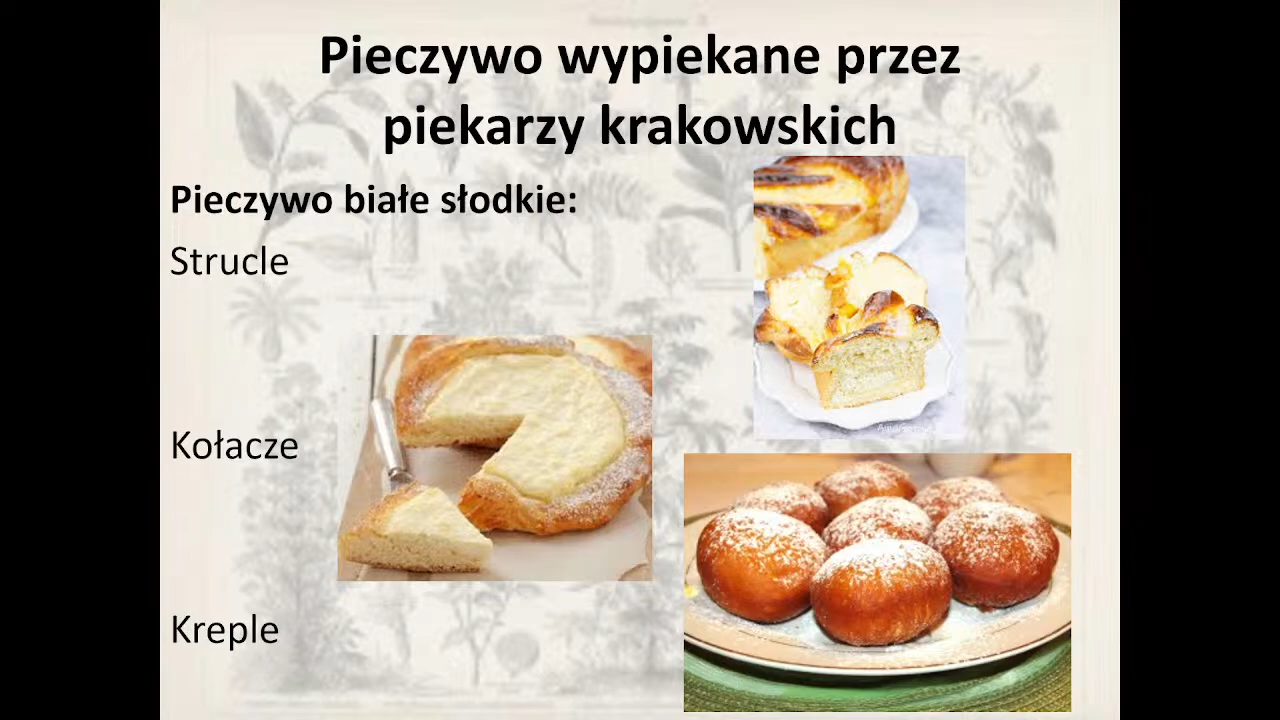 Pieczywo wypiekane przez
piekarzy krakowskich
Pieczywo białe słodkie:
Strucle
Kołacze
Kreple